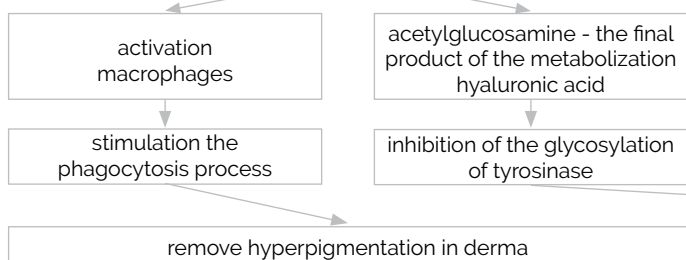 activation
macrophages
acetylglucosamine - the final
product of the metabolization
hyaluronic acid
stimulation the
phagocytosis process
inhibition of the glycosylation
of tyrosinase
remove hyperpigmentation in derma